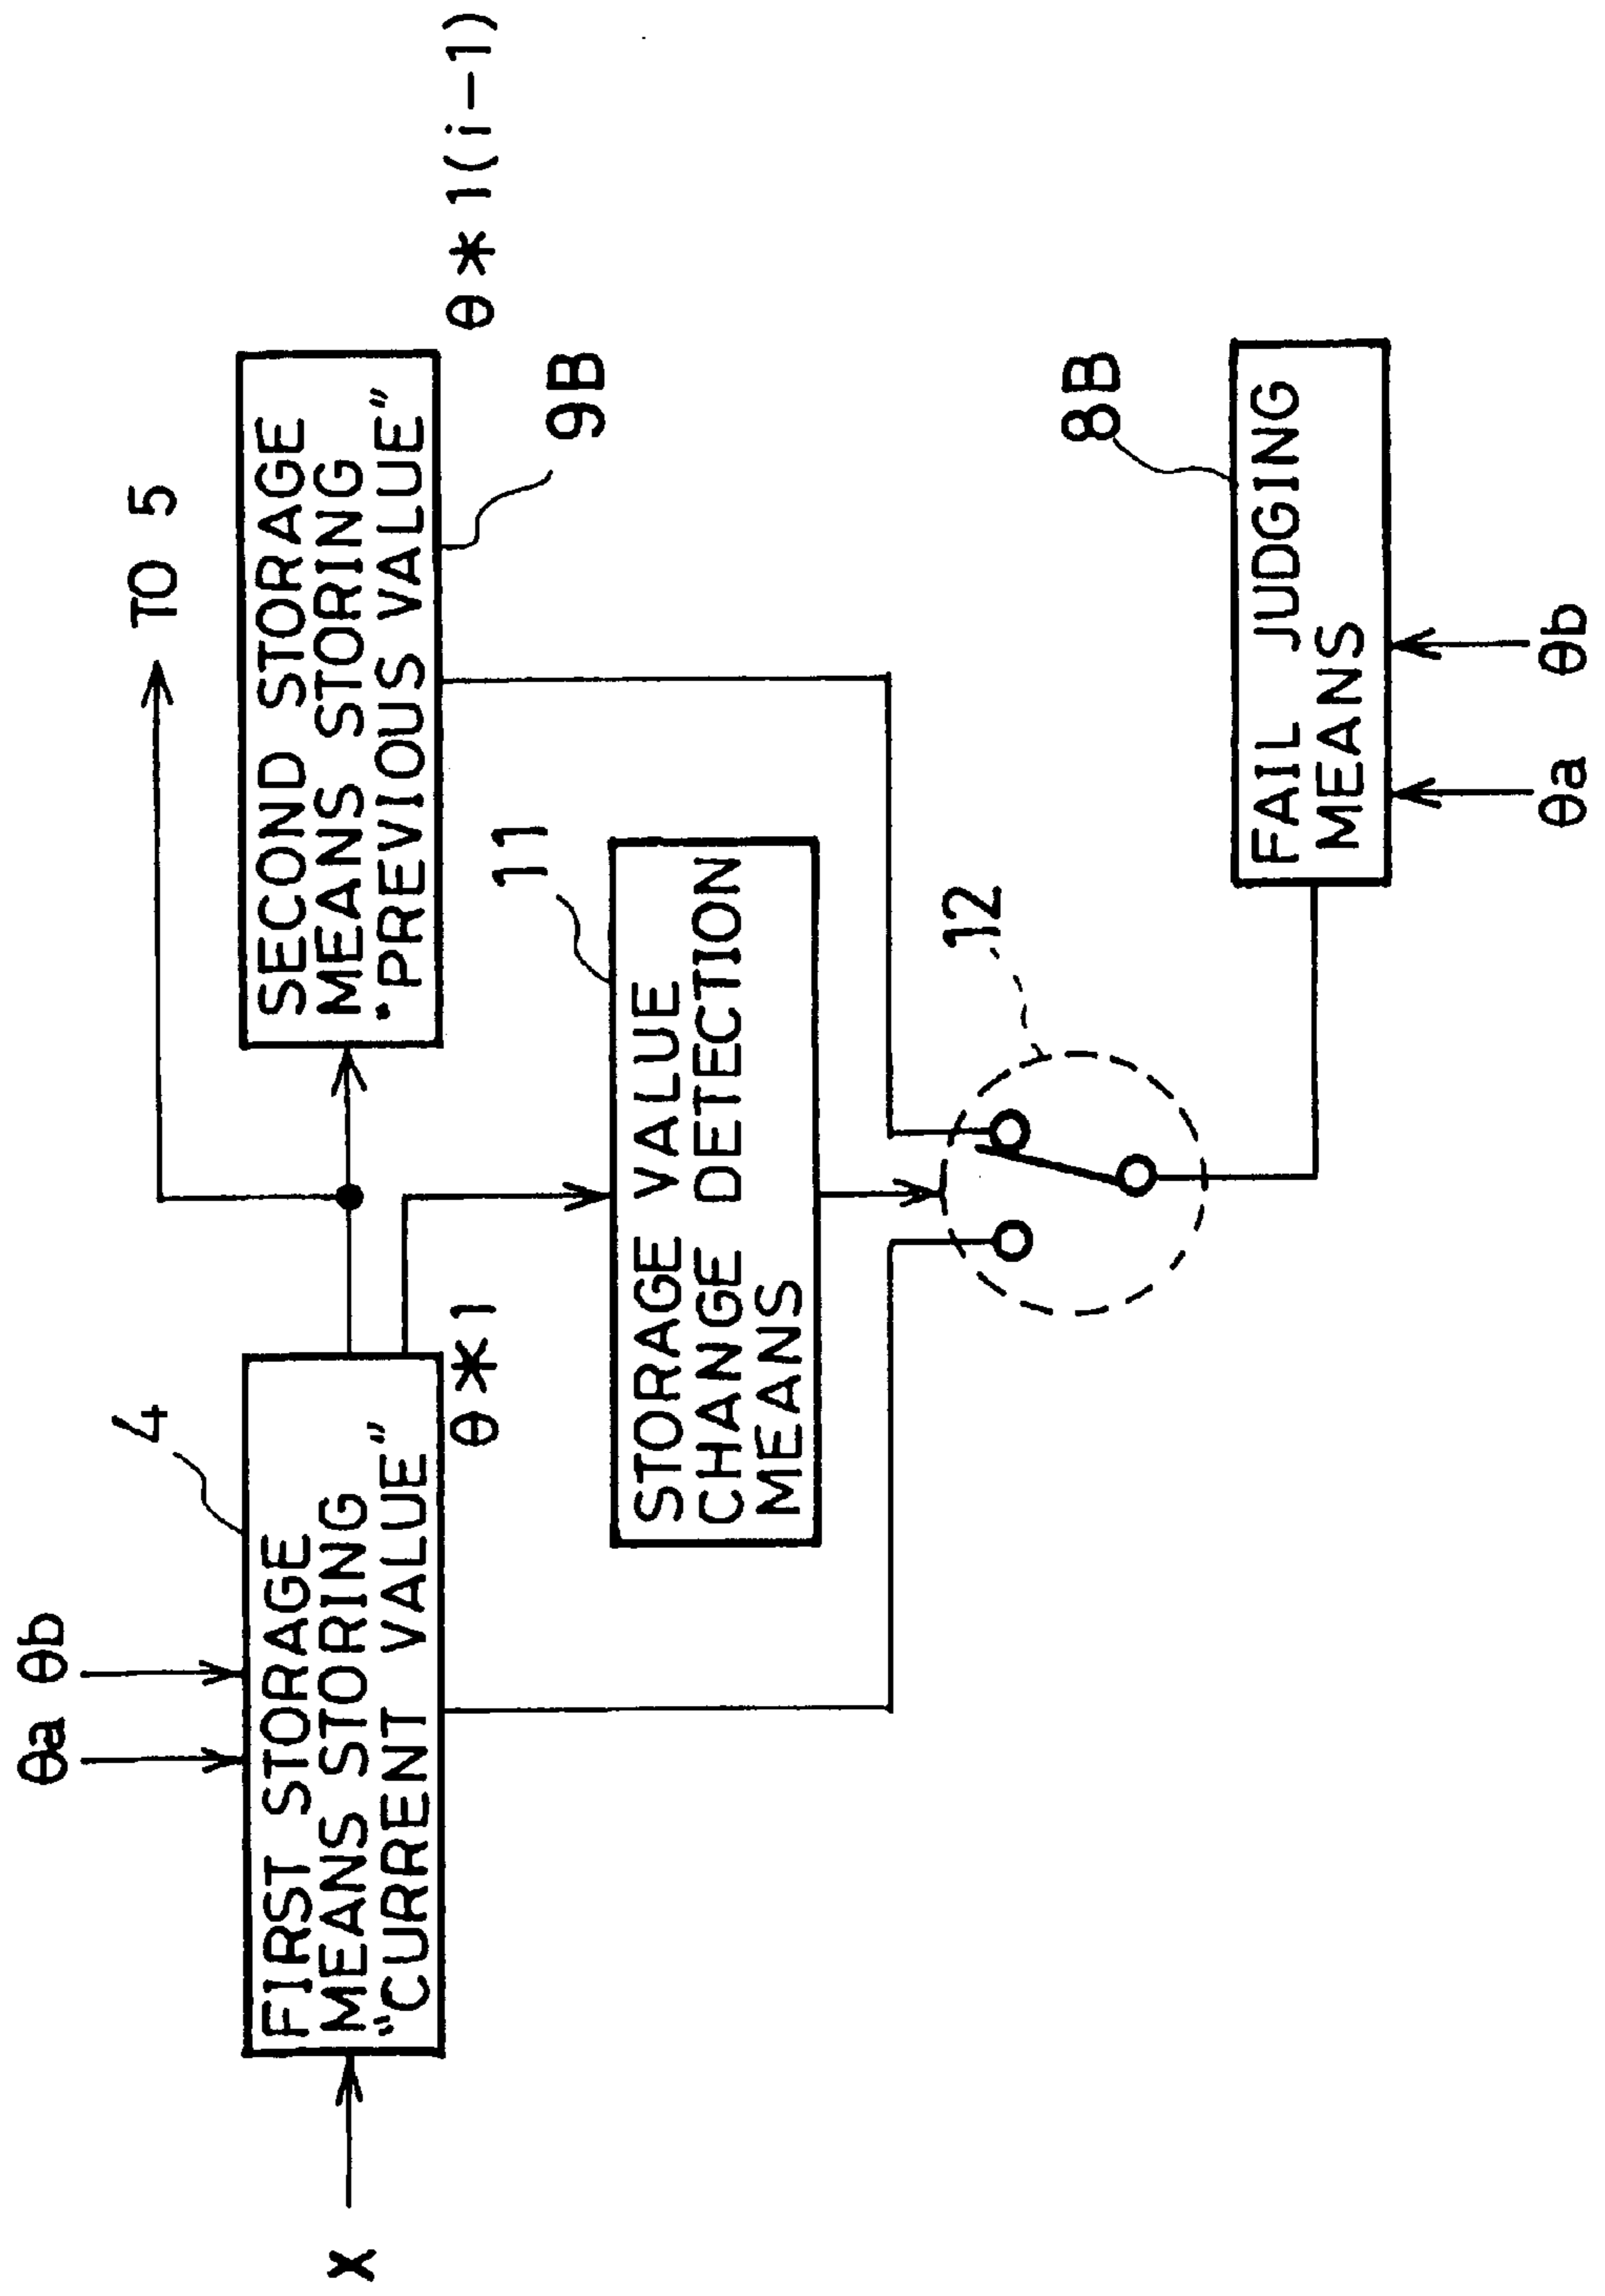 θa θb
4
TO 5
X
FIRST STORAGE
MEANS STORING
"CURRENT VALUE"
θ*1
SECOND STORAGE
MEANS STORING
"PREVIOUS VALUE"
θ*1(i-1)
9B
11
STORAGE VALUE
CHANGE DETECTION
MEANS
12
8B
FAIL JUDGING
MEANS
θa θb